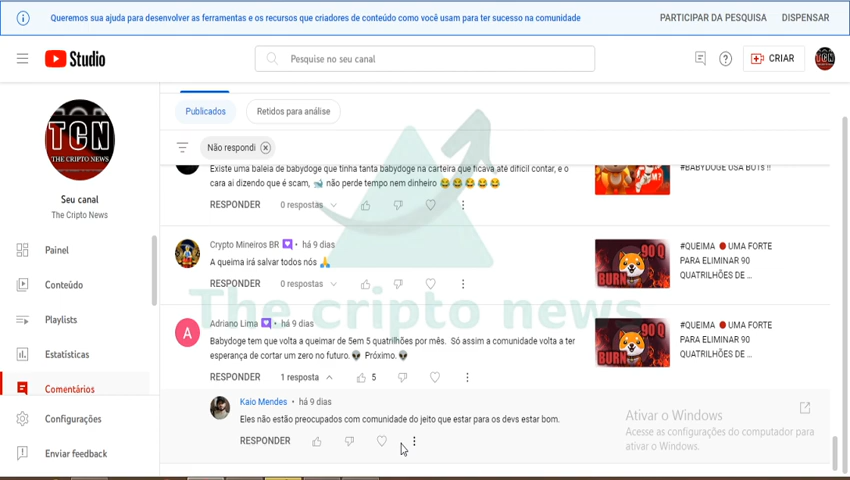 Queremos sua ajuda para desenvolver as ferramentas e os recursos que criadores de conteúdo como você usam para ter sucesso na comunidade
PARTICIPAR DA PESQUISA DISPENSAR
Studio
Pesquise no seu canal
CRIAR
TCN
THE CRIPTO NEWS
Seu canal
The Cripto News
Painel
Conteúdo
Playlists
Estatísticas
Comentários
Configurações
Enviar feedback
Publicados Retidos para análise
Não respondi
Existe uma baleia de babydoge que tinha tanta babydoge na carteira que ficava até difícil contar, e o
cara ai dizendo que é scam, 🐋 não perde tempo nem dinheiro 😂😂😂😂😂
RESPONDER 0 respostas
#BABYDOGE USA BOTS !!
Crypto Mineiros BR • há 9 dias
A queima irá salvar todos nós 🙏
RESPONDER 0 respostas
90 Q
BURN
#QUEIMA 🔴 UMA FORTE
PARA ELIMINAR 90
QUATRILHÕES DE ...
The cripto news
A
Adriano Lima • há 9 dias
Babydoge tem que volta a queimar de 5em 5 quatrilhões por mês. Só assim a comunidade volta a ter
esperança de cortar um zero no futuro. 👽 Próximo. 👽
RESPONDER 1 resposta 5
90 Q
BURN
#QUEIMA 🔴 UMA FORTE
PARA ELIMINAR 90
QUATRILHÕES DE ...
Kaio Mendes • há 9 dias
Eles não estão preocupados com comunidade do jeito que estar para os devs estar bom.
RESPONDER
Ativar o Windows
Acesse as configurações do computador para
ativar o Windows.